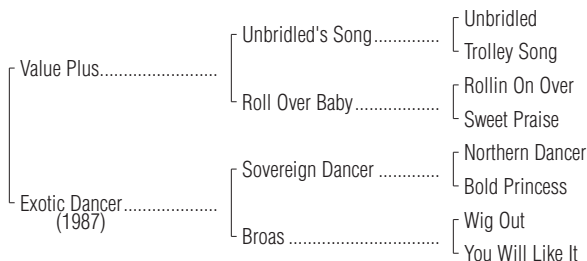 Unbridled
Unbridled's Song..............
Trolley Song
Value Plus.........................
Rollin On Over
Roll Over Baby..................
Sweet Praise
Northern Dancer
Sovereign Dancer .............
Bold Princess
Exotic Dancer....................
(1987)
Wig Out
Broas ................................
You Will Like It